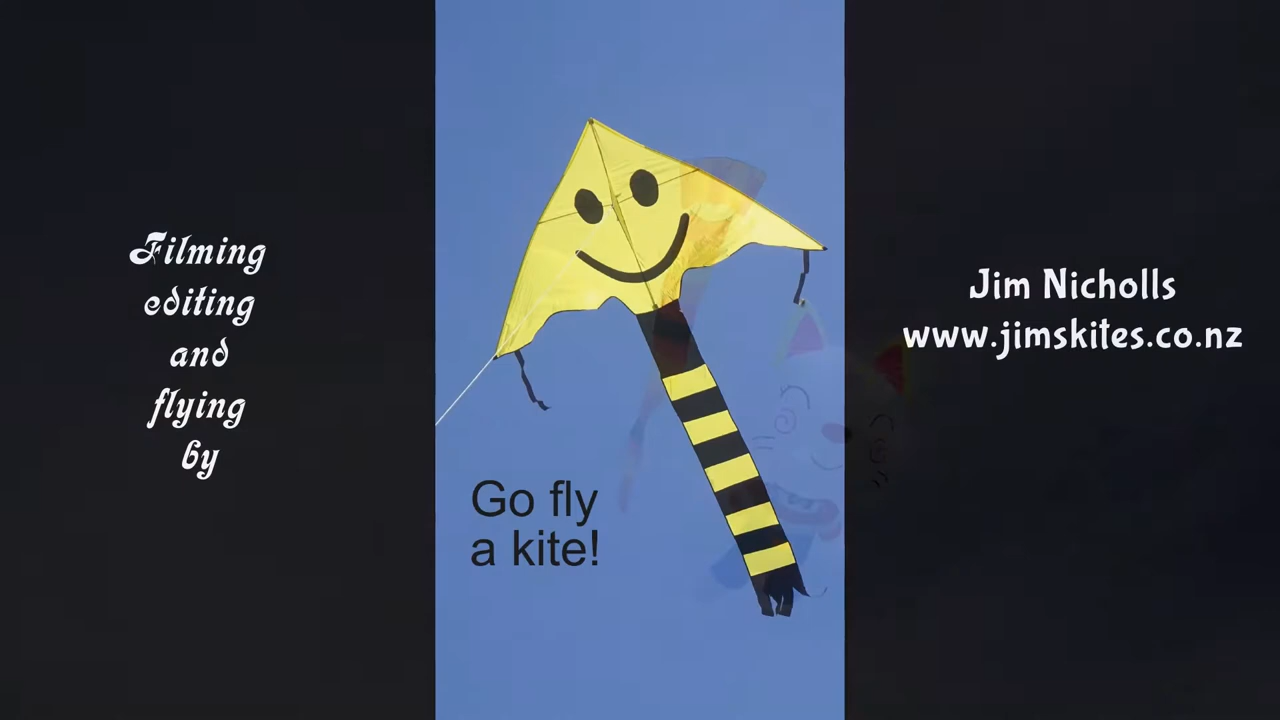 Filming
editing
and
flying
by
Go fly
a kite!
Jim Nicholls
www.jimskites.co.nz